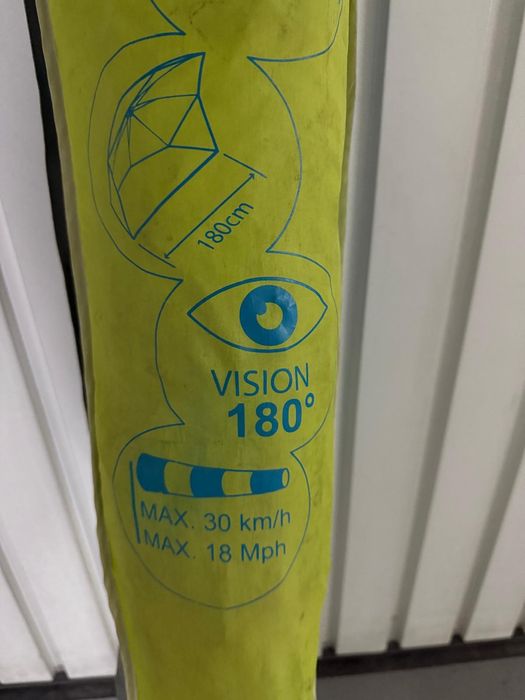 180cm
VISION
180°
MAX. 30 km/h
MAX. 18 Mph